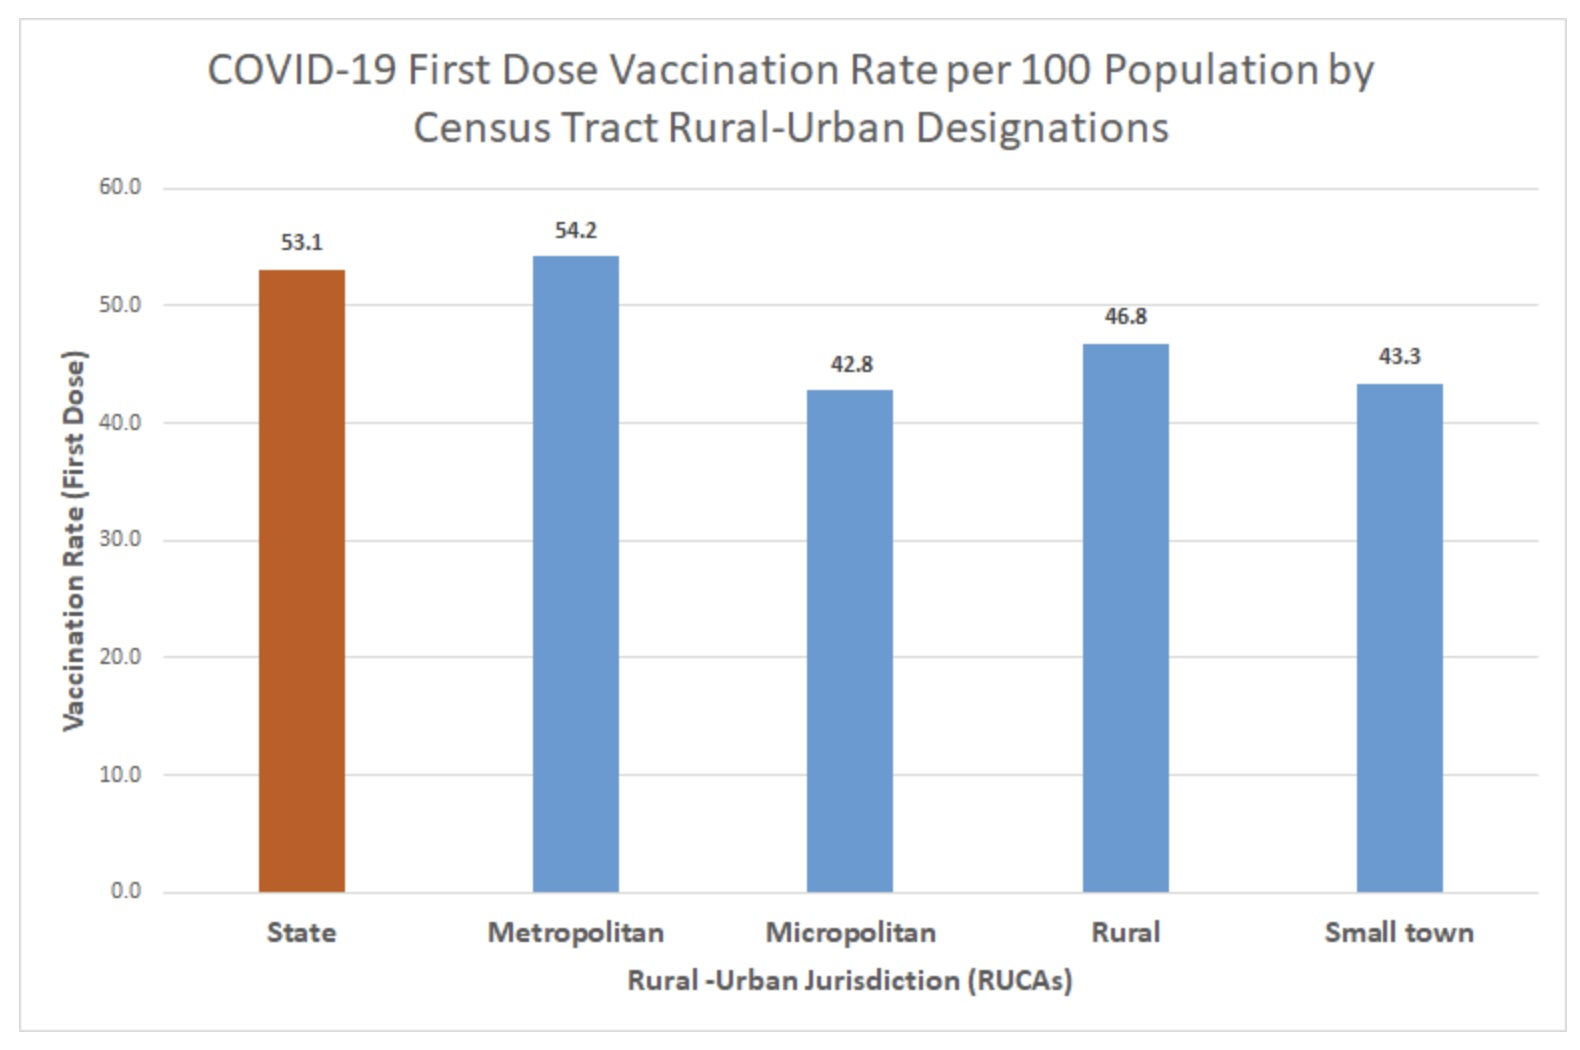 COVID-19 First Dose Vaccination Rate per 100 Population by
Census Tract Rural-Urban Designations
60.0
50.0
40.0
30.0
20.0
10.0
0.0
Vaccination Rate (First Dose)
53.1
54.2
42.8
46.8
43.3
State
Metropolitan
Micropolitan
Rural
Small town
Rural -Urban Jurisdiction (RUCAs)